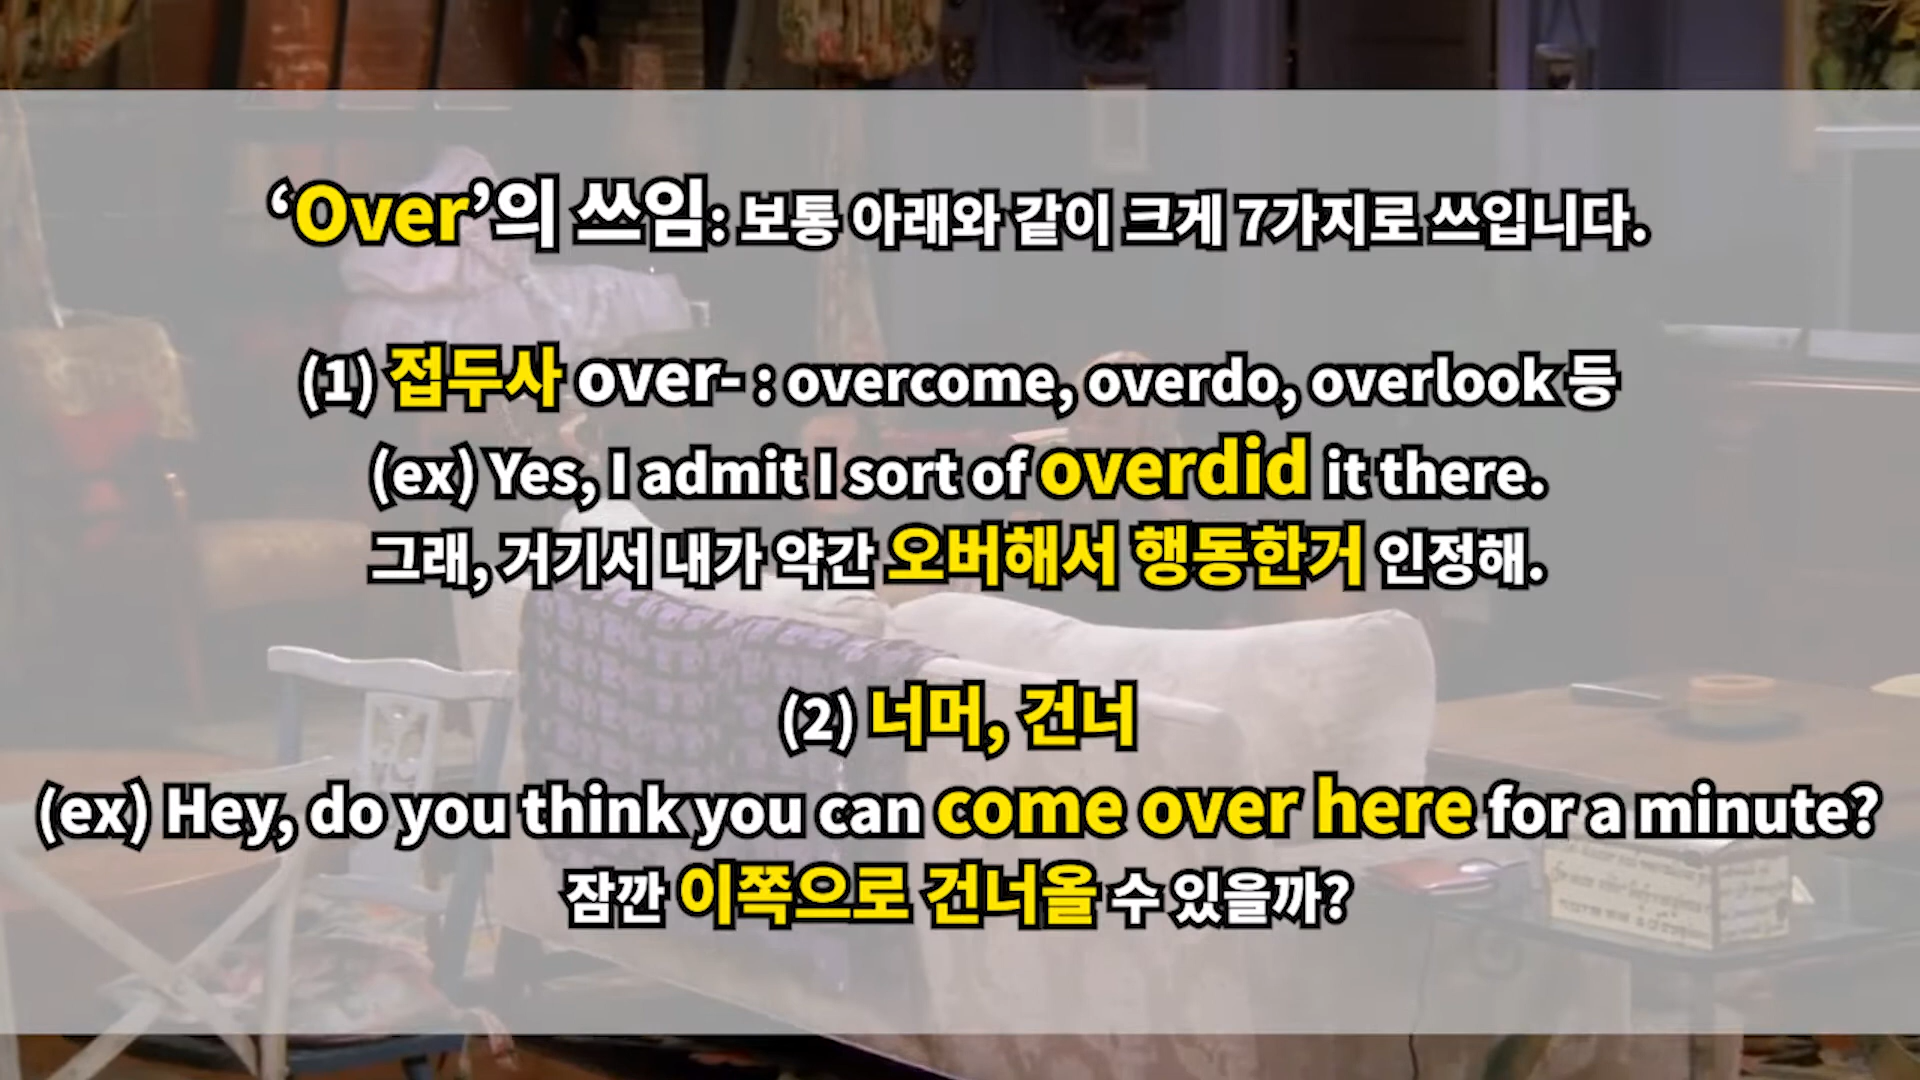 ‘Over’의 쓰임: 보통 아래와 같이 크게 7가지로 쓰입니다.
(1) 접두사 over- : overcome, overdo, overlook 등
(ex) Yes, I admit I sort of overdid it there.
그래, 거기서 내가 약간 오버해서 행동한거 인정해.
(2) 너머, 건너
(ex) Hey, do you think you can come over here for a minute?
잠깐 이쪽으로 건너올 수 있을까?